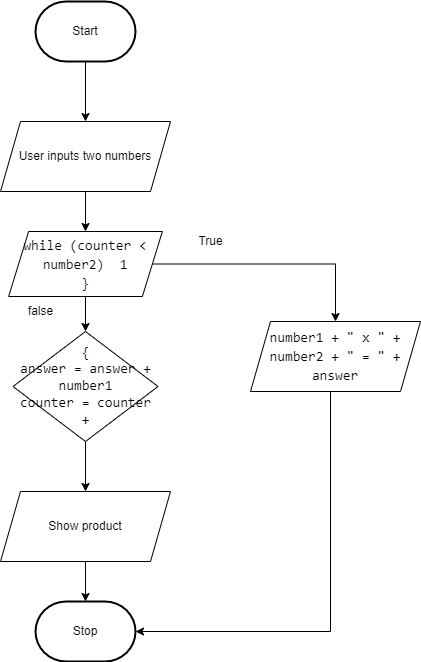 Start
User inputs two numbers
while (counter <
number2)  1
}
True
false
number1 + " x " +
number2 + " = " +
answer
{
answer = answer +
number1
counter = counter
+
Show product
Stop